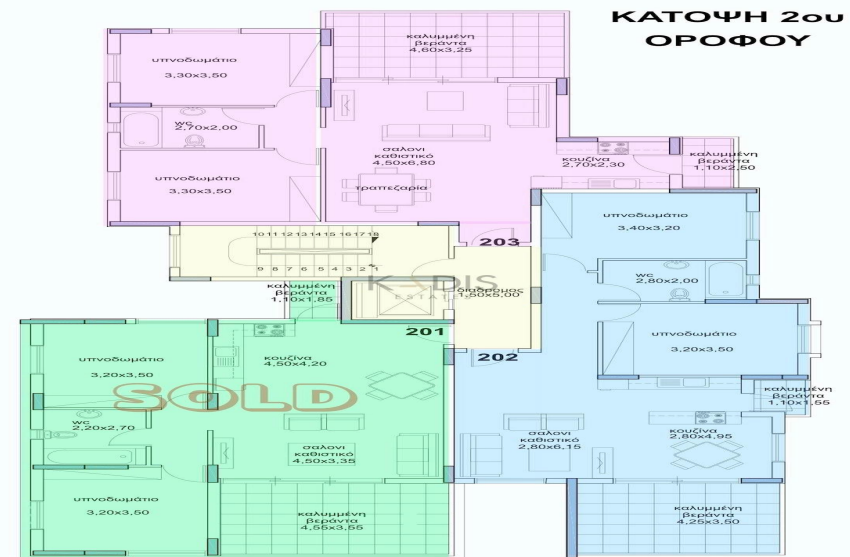 ΚΑΤΟΨΗ 2ου
ΟΡΟΦΟΥ
υπνοδωμάτιο
3,30x3,50
καλυμμένη
βεράντα
4,60x3,25
wc
2,70x2,00
σαλονι
καθιστικό
4,50x6,80
τραπεζαρία
κουζίνα
2,70x2,30
καλυμμένη
βεράντα
1,10x2,50
υπνοδωμάτιο
3,30x3,50
υπνοδωμάτιο
3,40x3,20
10 11 12 13 14 15 16 17 18
9 8 7 6 5 4 3 2 1
203
διαδρομος
1,50x5,00
KADIS
ESTATES
wc
2,80x2,00
καλυμμένη
βεράντα
1,10x1,85
201
202
υπνοδωμάτιο
3,20x3,50
υπνοδωμάτιο
3,20x3,50
κουζίνα
4,50x4,20
SOLD
καλυμμένη
βεράντα
1,10x1,55
wc
2,20x2,70
σαλονι
καθιστικό
4,50x3,35
σαλονι
καθιστικό
2,80x6,15
κουζίνα
2,80x4,95
υπνοδωμάτιο
3,20x3,50
καλυμμένη
βεράντα
4,55x3,55
καλυμμένη
βεράντα
4,25x3,50